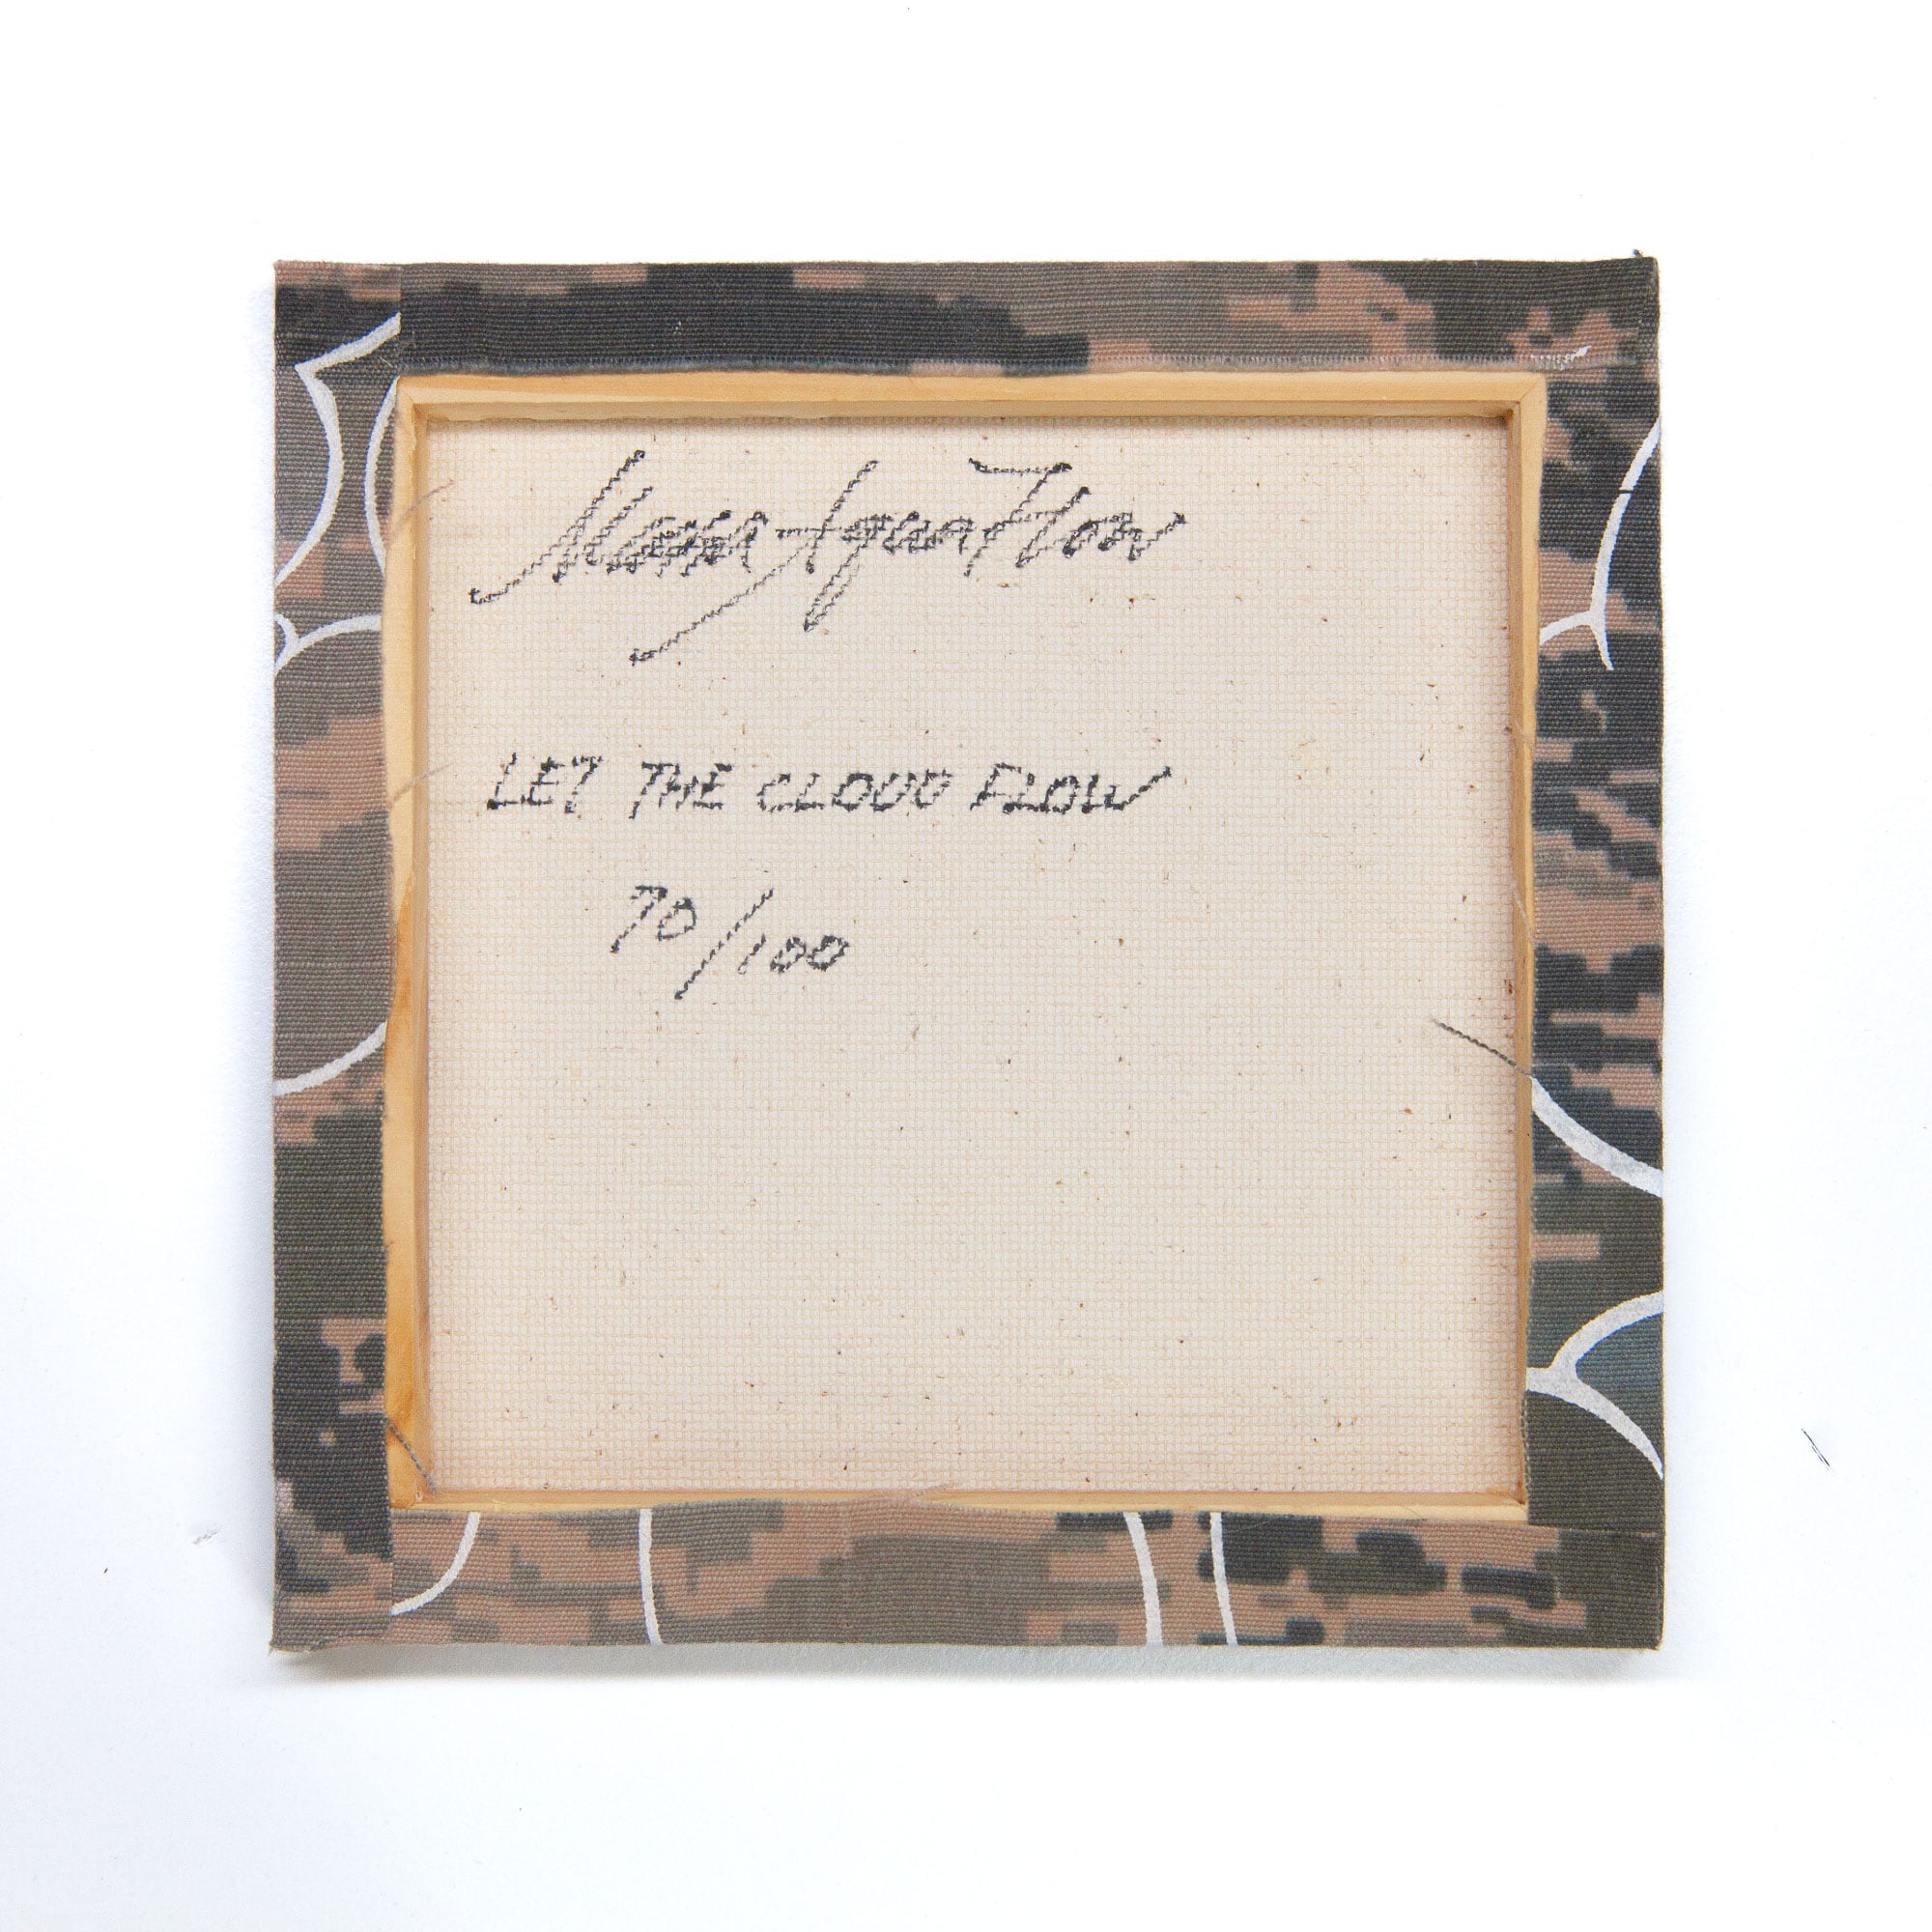 LET THE CLOUD FLOW
70/100